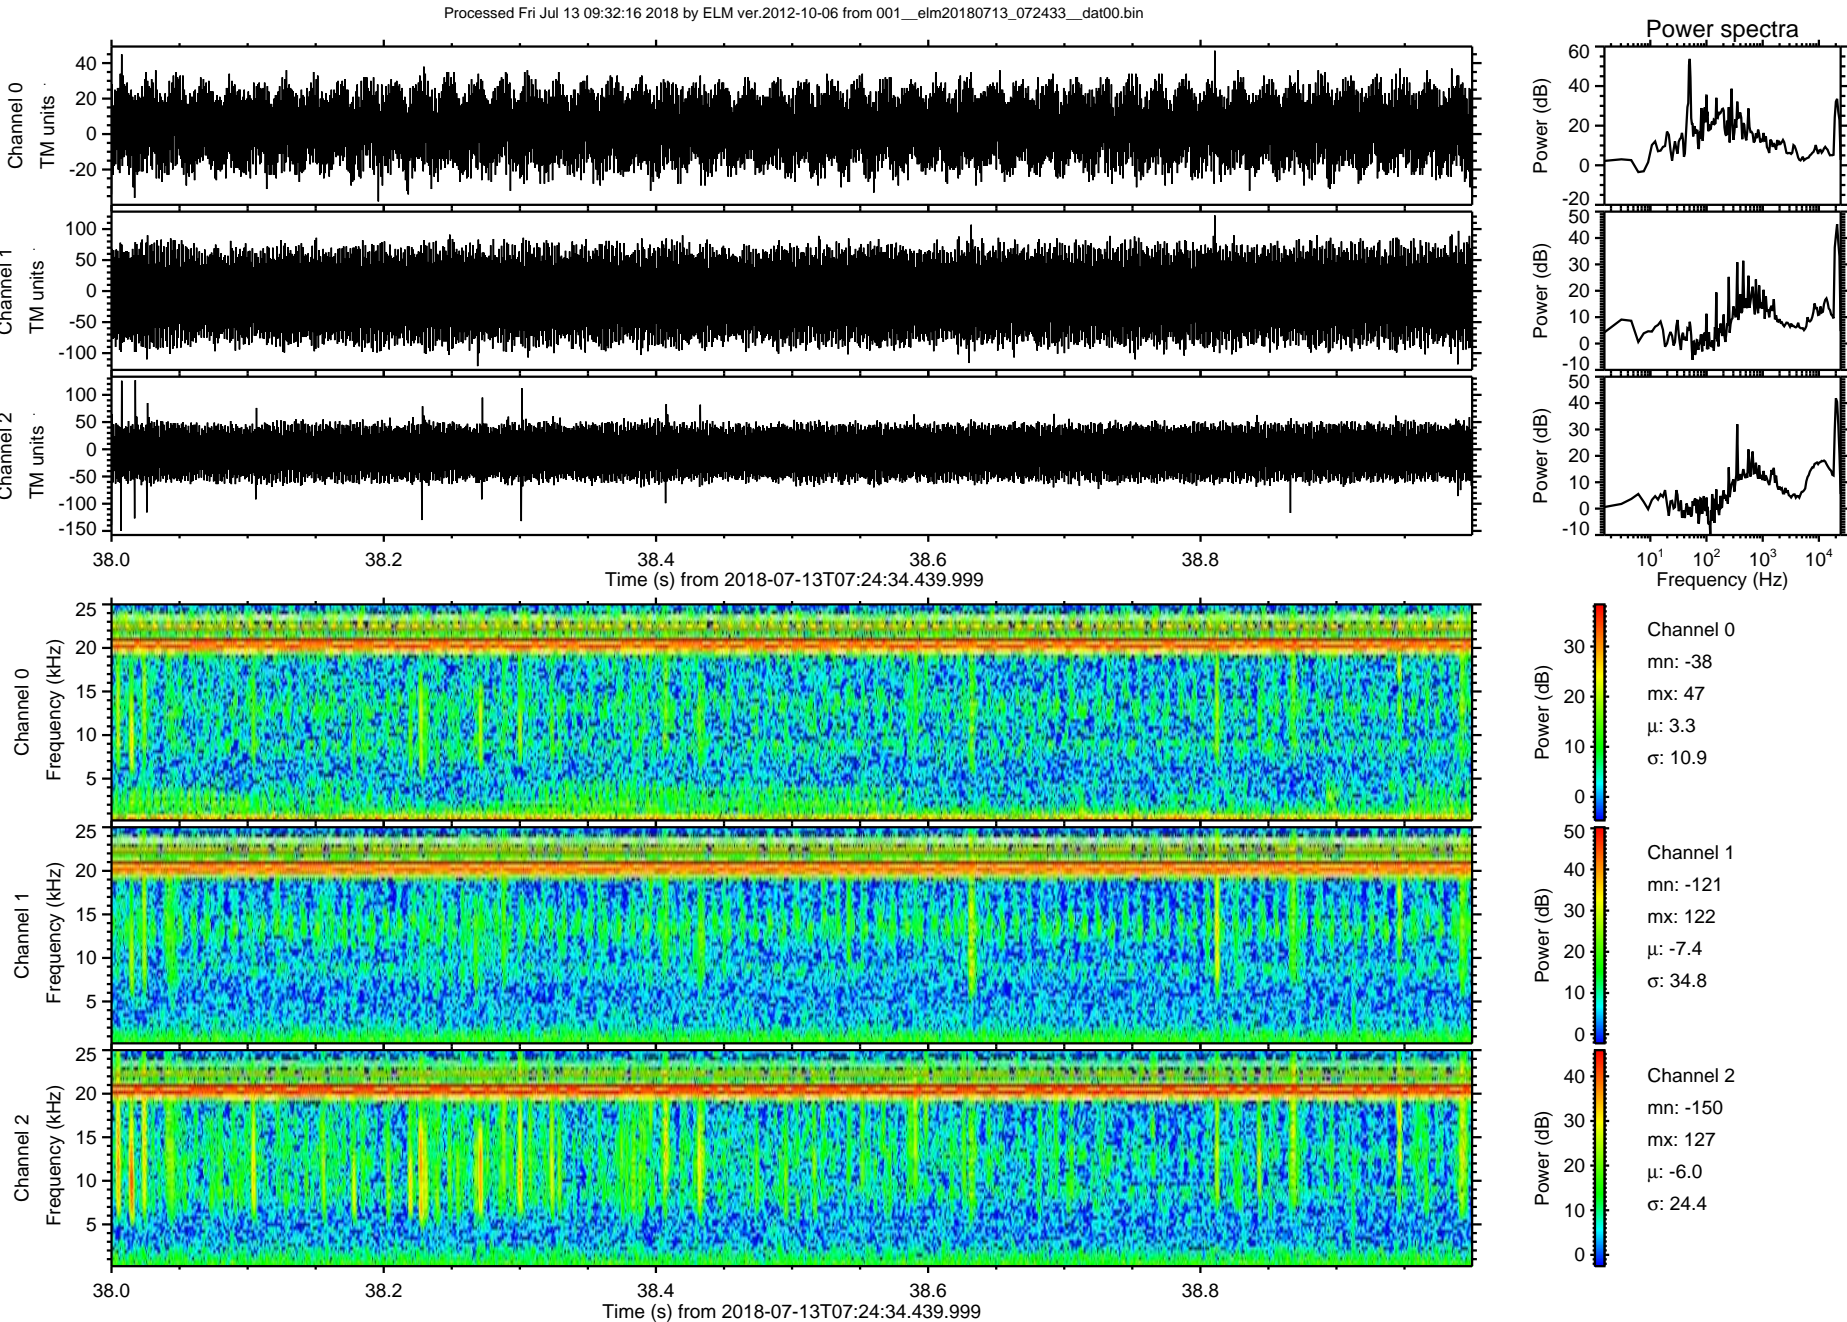 Processed Fri Jul 13 09:32:16 2018 by ELM ver.2012-10-06 from 001__elm20180713_072433__dat00.bin
Power spectra
Channel 0
TM units
40
20
0
-20
Power (dB)
60
40
20
0
-20
Channel 1
TM units
100
50
0
-50
-100
Power (dB)
50
40
30
20
10
0
-10
Channel 2
TM units
100
50
0
-50
-100
-150
Power (dB)
50
40
30
20
10
0
-10
38.0 38.2 38.4 38.6 38.8
Time (s) from 2018-07-13T07:24:34.439.999
10^1 10^2 10^3 10^4
Frequency (Hz)
Channel 0
Frequency (kHz)
25
20
15
10
5
Power (dB)
30
20
10
0
Channel 0
mn: -38
mx: 47
μ: 3.3
σ: 10.9
Channel 1
Frequency (kHz)
25
20
15
10
5
Power (dB)
50
40
30
20
10
0
Channel 1
mn: -121
mx: 122
μ: -7.4
σ: 34.8
Channel 2
Frequency (kHz)
25
20
15
10
5
Power (dB)
40
30
20
10
0
Channel 2
mn: -150
mx: 127
μ: -6.0
σ: 24.4
38.0 38.2 38.4 38.6 38.8
Time (s) from 2018-07-13T07:24:34.439.999